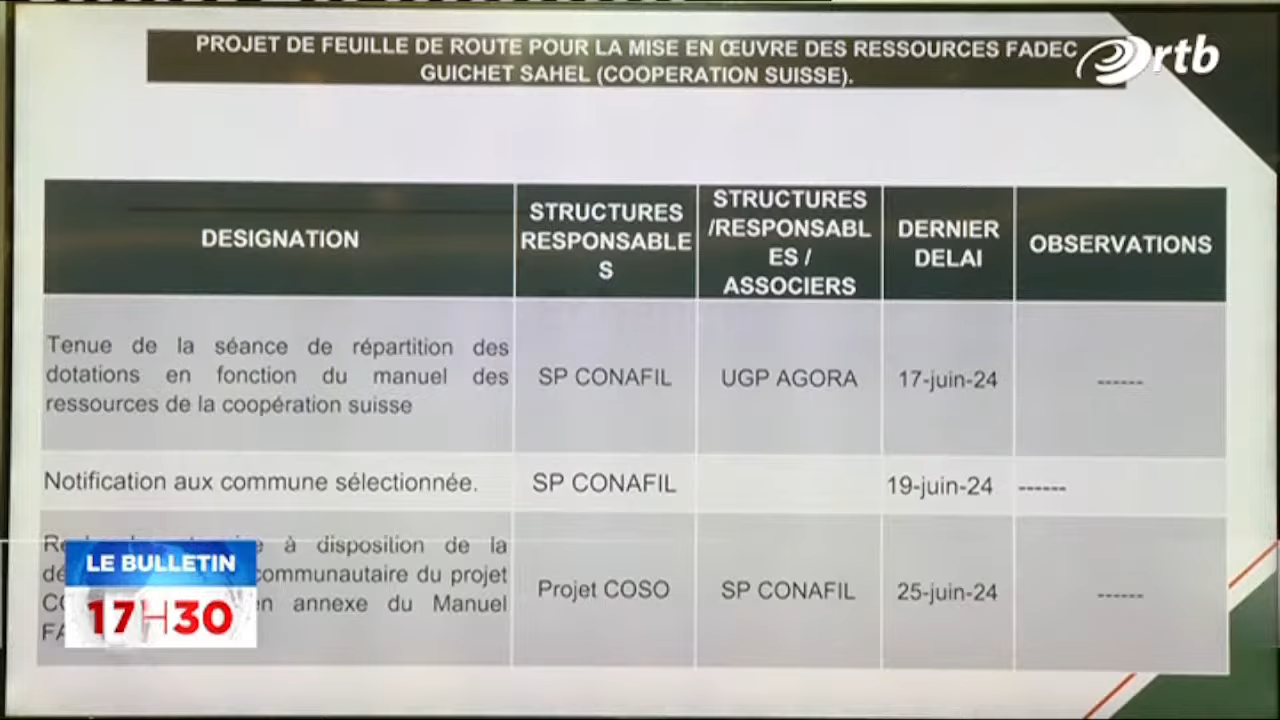 PROJET DE FEUILLE DE ROUTE POUR LA MISE EN ŒUVRE DES RESSOURCES FADEC
GUICHET SAHEL (COOPERATION SUISSE).
rtb
DESIGNATION
STRUCTURES
RESPONSABLE
S
STRUCTURES
/RESPONSABL
ES /
ASSOCIERS
DERNIER
DELAI
OBSERVATIONS
Tenue de la séance de répartition des
dotations en fonction du manuel des
ressources de la coopération suisse
SP CONAFIL
UGP AGORA
17-juin-24
------
Notification aux commune sélectionnée.
SP CONAFIL
19-juin-24
------
à disposition de la
communautaire du projet
en annexe du Manuel
Projet COSO
SP CONAFIL
25-juin-24
------
LE BULLETIN
17H30